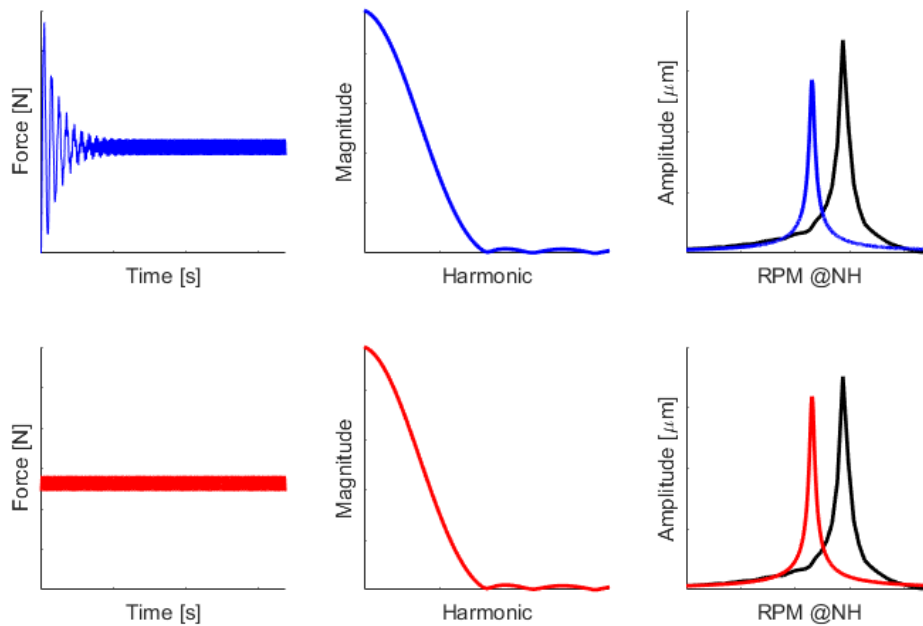 Force [N]
Time [s]
Magnitude
Harmonic
Amplitude [μm]
RPM @NH
Force [N]
Time [s]
Magnitude
Harmonic
Amplitude [μm]
RPM @NH